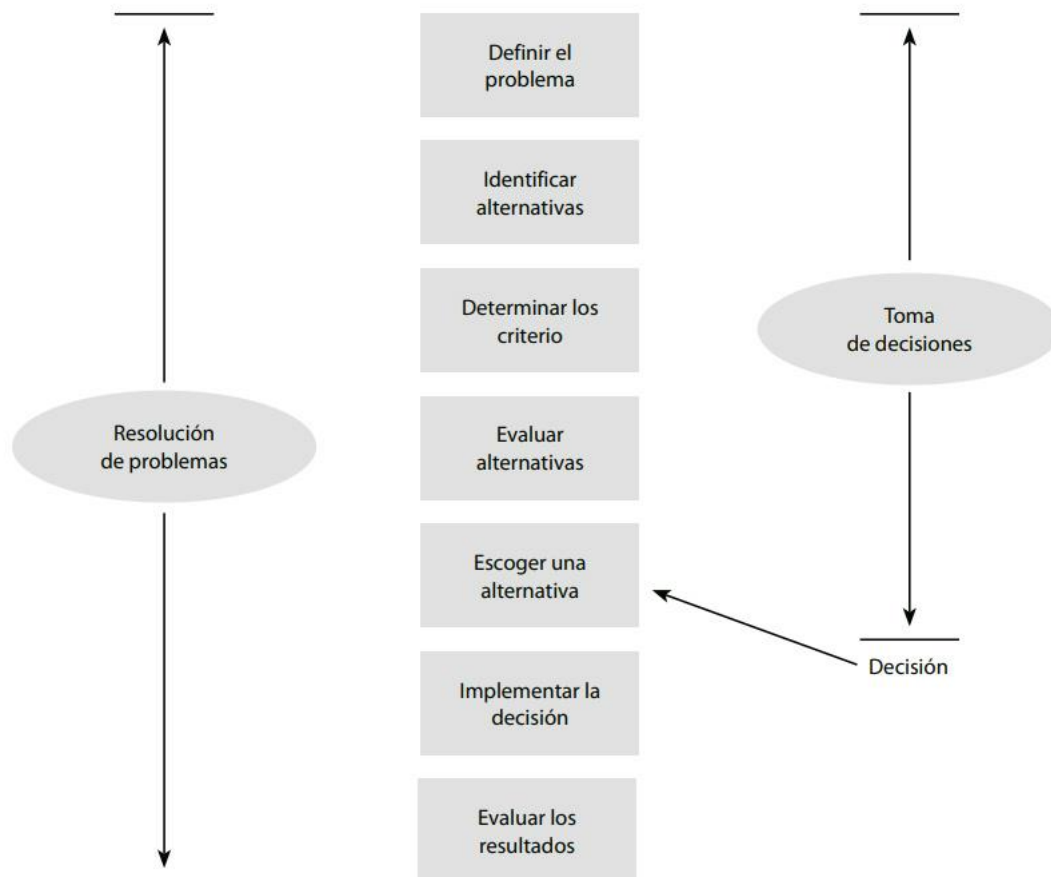 Definir el
problema
Identificar
alternativas
Determinar los
criterio
Toma
de decisiones
Resolución
de problemas
Evaluar
alternativas
Escoger una
alternativa
Decisión
Implementar la
decisión
Evaluar los
resultados